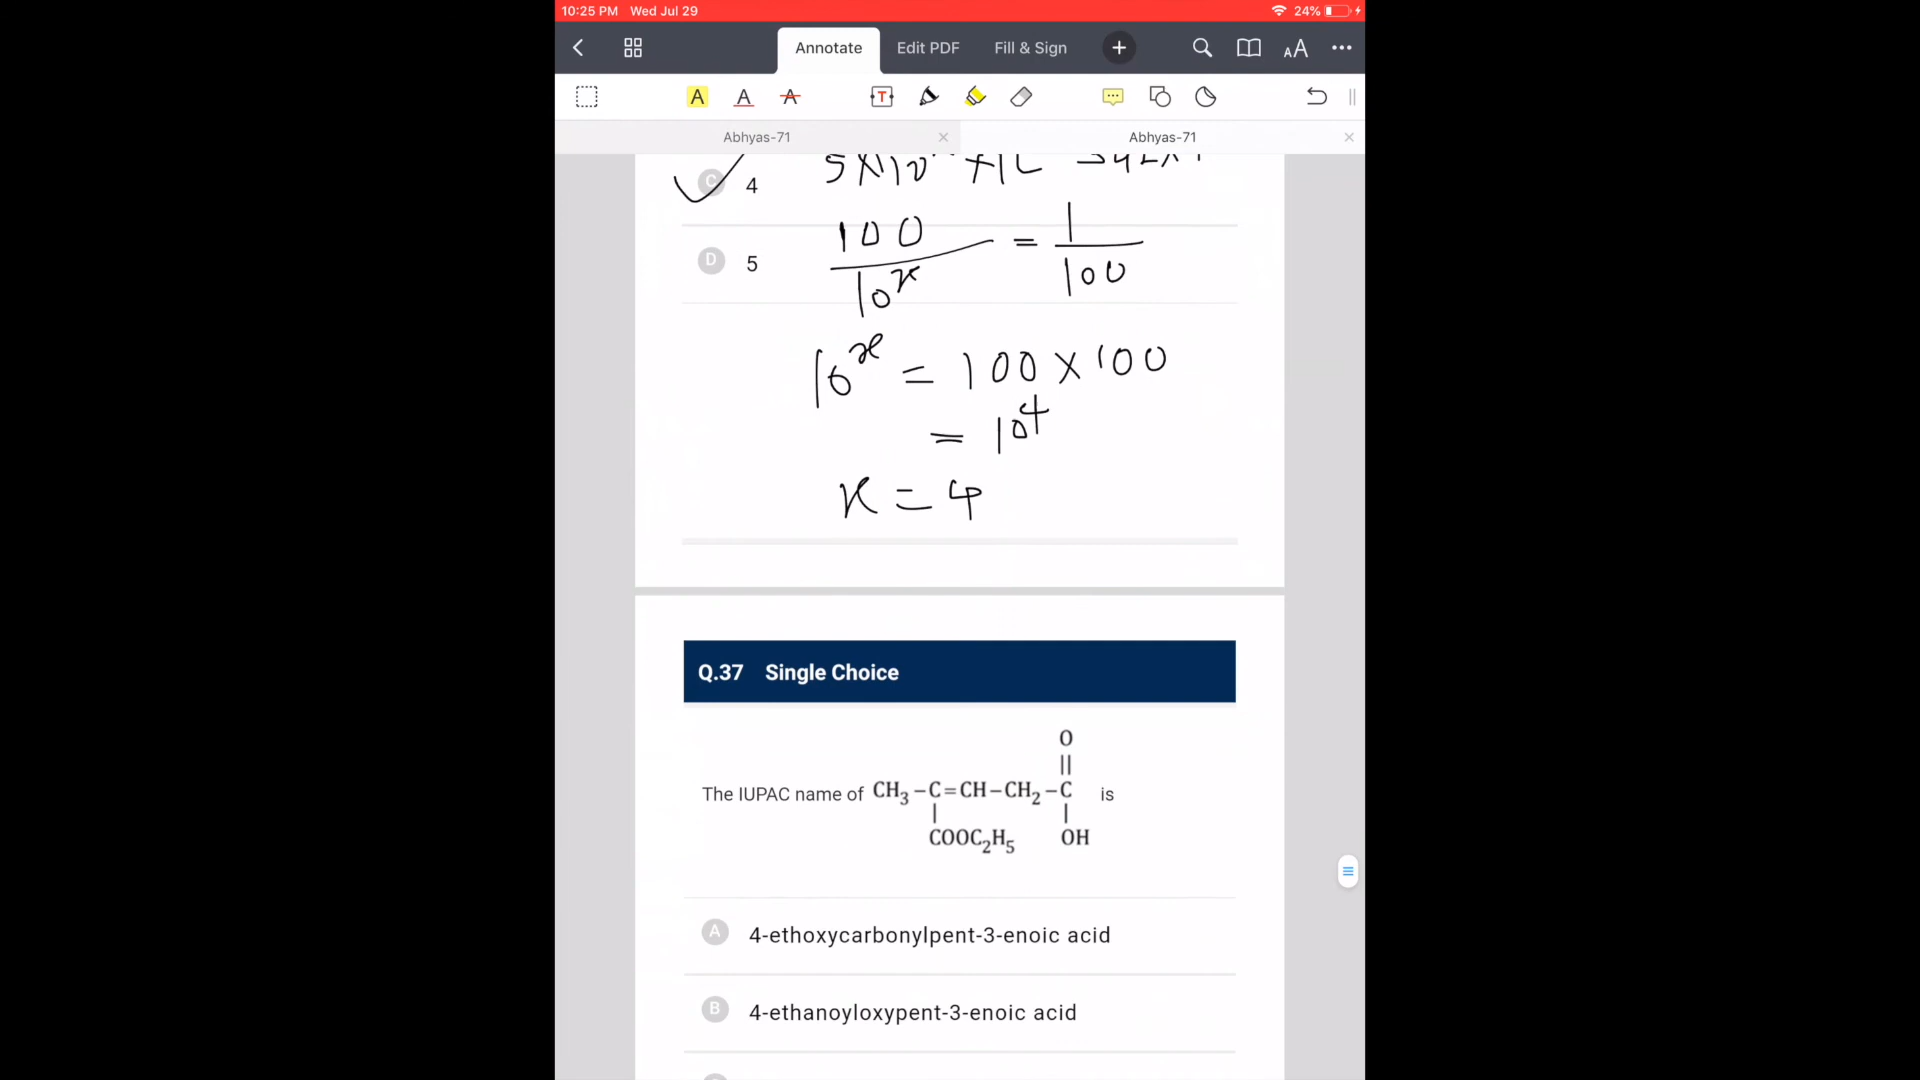 10:25 PM Wed Jul 29
24%
Annotate
Edit PDF
Fill & Sign
Abhyas-71
Abhyas-71
C 4
D 5
100 / 10^x = 1 / 100
10^x = 100 × 100
= 10^4
x = 4
Q.37 Single Choice
The IUPAC name of CH3 – C = CH – CH2 – C is
O
||
| |
COOC2H5 OH
A 4-ethoxycarbonylpent-3-enoic acid
B 4-ethanoyloxypent-3-enoic acid